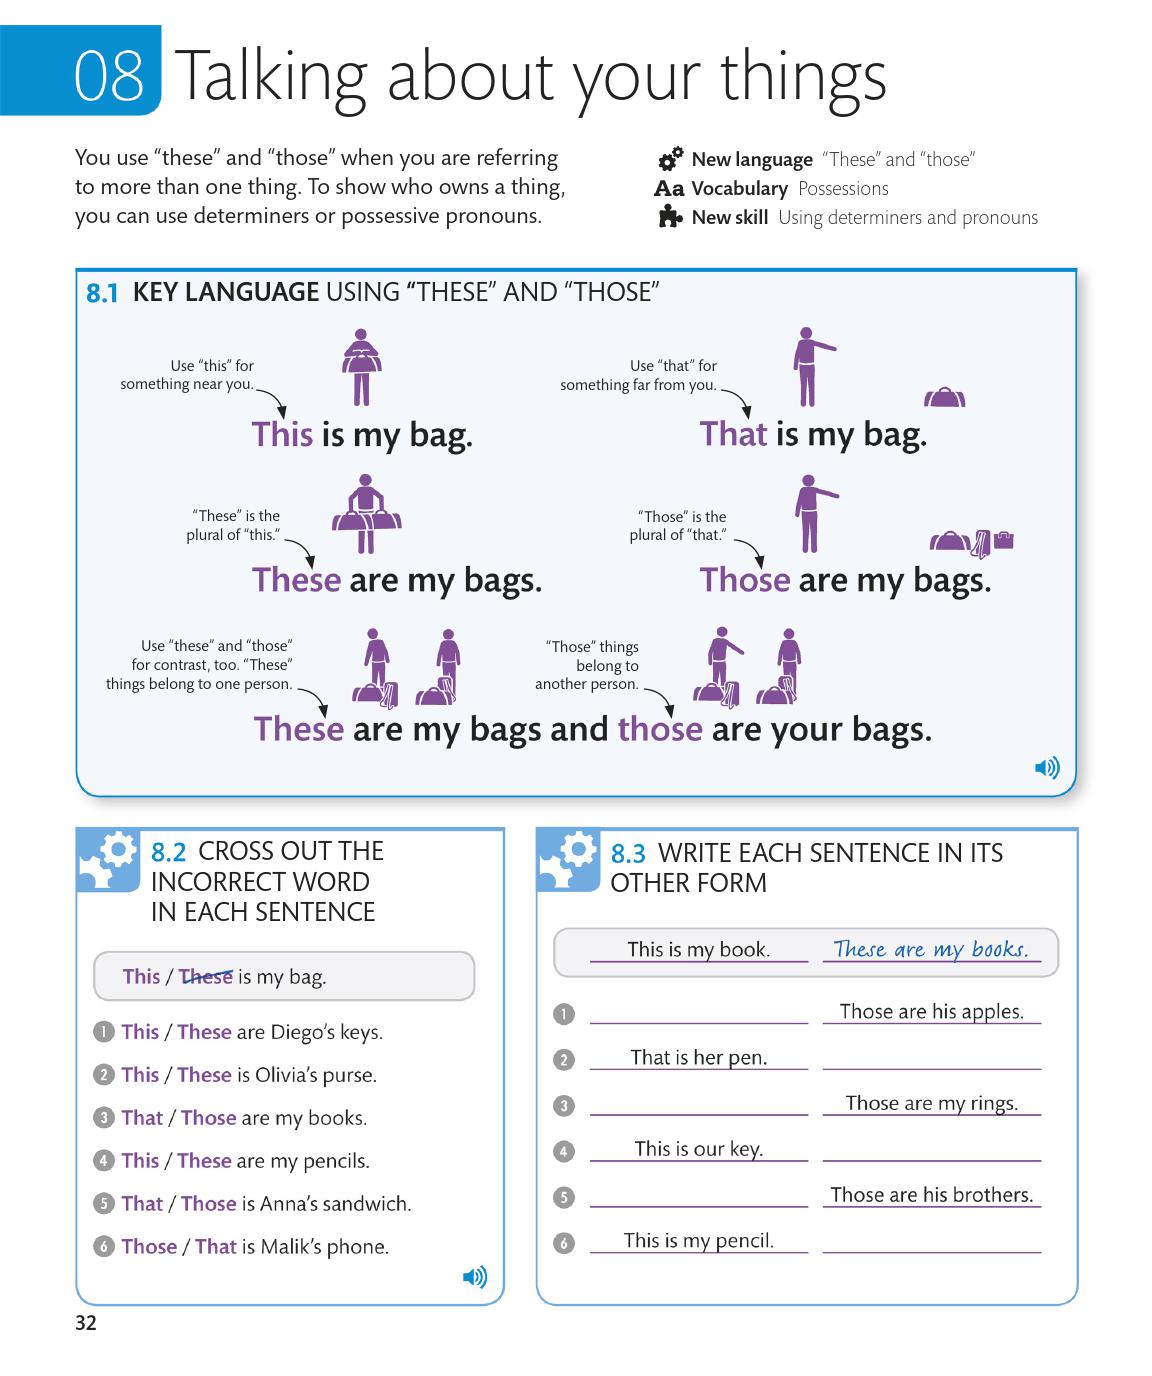 08 Talking about your things
You use “these” and “those” when you are referring
to more than one thing. To show who owns a thing,
you can use determiners or possessive pronouns.
New language “These” and “those”
Aa Vocabulary Possessions
New skill Using determiners and pronouns
8.1 KEY LANGUAGE USING “THESE” AND “THOSE”
Use “this” for
something near you.
This is my bag.
Use “that” for
something far from you.
That is my bag.
“These” is the
plural of “this.”
These are my bags.
“Those” is the
plural of “that.”
Those are my bags.
Use “these” and “those”
for contrast, too. “These”
things belong to one person.
“Those” things
belong to
another person.
These are my bags and those are your bags.
8.2 CROSS OUT THE
INCORRECT WORD
IN EACH SENTENCE
This / These is my bag.
1 This / These are Diego’s keys.
2 This / These is Olivia’s purse.
3 That / Those are my books.
4 This / These are my pencils.
5 That / Those is Anna’s sandwich.
6 Those / That is Malik’s phone.
8.3 WRITE EACH SENTENCE IN ITS
OTHER FORM
This is my book. These are my books.
1 Those are his apples.
2 That is her pen.
3 Those are my rings.
4 This is our key.
5 Those are his brothers.
6 This is my pencil.
32